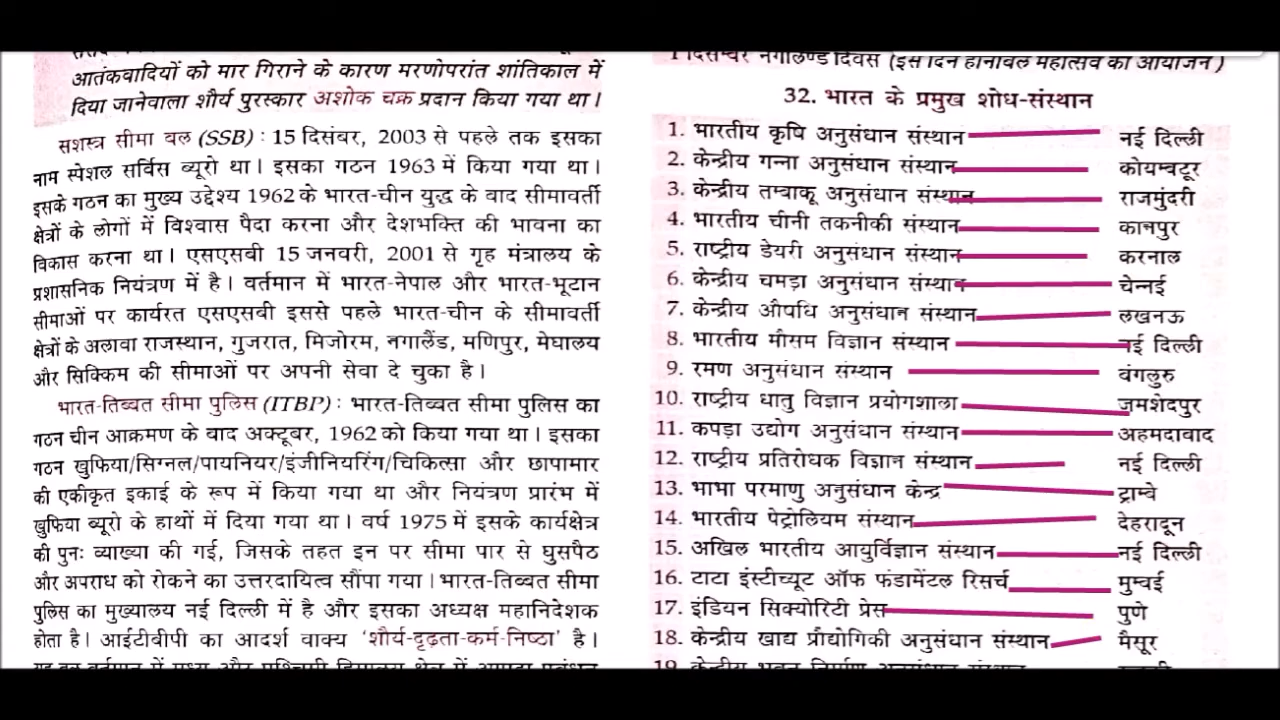 आतंकवादियों को मार गिराने के कारण मरणोपरांत शांतिकाल में
दिया जानेवाला शौर्य पुरस्कार अशोक चक्र प्रदान किया गया था।
सशस्त्र सीमा बल (SSB) : 15 दिसंबर, 2003 से पहले तक इसका
नाम स्पेशल सर्विस ब्यूरो था। इसका गठन 1963 में किया गया था।
इसके गठन का मुख्य उद्देश्य 1962 के भारत-चीन युद्ध के वाद सीमावर्ती
क्षेत्रों के लोगों में विश्वास पैदा करना और देशभक्ति की भावना का
विकास करना था। एसएसबी 15 जनवरी, 2001 से गृह मंत्रालय के
प्रशासनिक नियंत्रण में है। वर्तमान में भारत-नेपाल और भारत-भूटान
सीमाओं पर कार्यरत एसएसबी इससे पहले भारत-चीन के सीमावर्ती
क्षेत्रों के अलावा राजस्थान, गुजरात, मिजोरम, नगालैंड, मणिपुर, मेघालय
और सिक्किम की सीमाओं पर अपनी सेवा दे चुका है।
भारत-तिब्बत सीमा पुलिस (ITBP) : भारत-तिब्बत सीमा पुलिस का
गठन चीन आक्रमण के वाद अक्टूबर, 1962 को किया गया था। इसका
गठन खुफिया/सिग्नल/पायनियर/इंजीनियरिंग/चिकित्सा और छापामार
की एकीकृत इकाई के रूप में किया गया था और नियंत्रण प्रारंभ में
खुफिया ब्यूरो के हाथों में दिया गया था। वर्ष 1975 में इसके कार्यक्षेत्र
की पुनः व्याख्या की गई, जिसके तहत इन पर सीमा पार से घुसपैठ
और अपराध को रोकने का उत्तरदायित्व सौंपा गया। भारत-तिब्बत सीमा
पुलिस का मुख्यालय नई दिल्ली में है और इसका अध्यक्ष महानिदेशक
होता है। आईटीबीपी का आदर्श वाक्य 'शौर्य-दृढ़ता-कर्म-निष्ठा' है।
1 दिसम्बर नगालैण्ड दिवस (इस दिन हॉर्नबिल महोत्सव का आयोजन)
32. भारत के प्रमुख शोध-संस्थान
1. भारतीय कृषि अनुसंधान संस्थान नई दिल्ली
2. केन्द्रीय गन्ना अनुसंधान संस्थान कोयम्बटूर
3. केन्द्रीय तम्बाकू अनुसंधान संस्थान राजमुंदरी
4. भारतीय चीनी तकनीकी संस्थान कानपुर
5. राष्ट्रीय डेयरी अनुसंधान संस्थान करनाल
6. केन्द्रीय चमड़ा अनुसंधान संस्थान चेन्नई
7. केन्द्रीय औषधि अनुसंधान संस्थान लखनऊ
8. भारतीय मौसम विज्ञान संस्थान नई दिल्ली
9. रमण अनुसंधान संस्थान बंगलुरु
10. राष्ट्रीय धातु विज्ञान प्रयोगशाला जमशेदपुर
11. कपड़ा उद्योग अनुसंधान संस्थान अहमदाबाद
12. राष्ट्रीय प्रतिरोधक विज्ञान संस्थान नई दिल्ली
13. भाभा परमाणु अनुसंधान केन्द्र ट्राम्बे
14. भारतीय पेट्रोलियम संस्थान देहरादून
15. अखिल भारतीय आयुर्विज्ञान संस्थान नई दिल्ली
16. टाटा इंस्टीच्यूट ऑफ फंडामेंटल रिसर्च मुम्बई
17. इंडियन सिक्योरिटी प्रेस पुणे
18. केन्द्रीय खाद्य प्रौद्योगिकी अनुसंधान संस्थान मैसूर